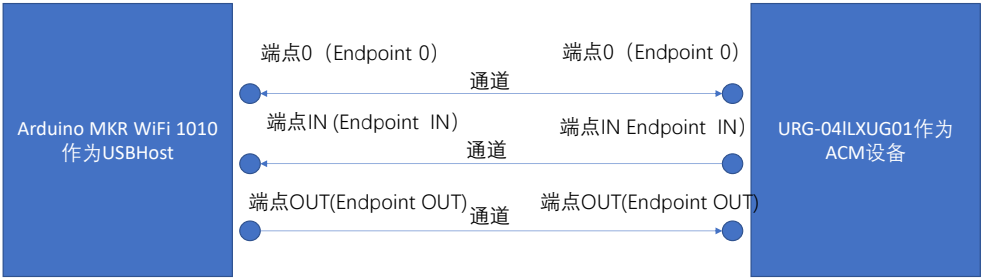 端点0（Endpoint 0）
端点0（Endpoint 0）
通道
Arduino MKR WiFi 1010
作为USBHost
端点IN (Endpoint IN）
端点IN Endpoint IN）
通道
URG-04lLXUG01作为
ACM设备
端点OUT(Endpoint OUT)
端点OUT(Endpoint OUT)
通道